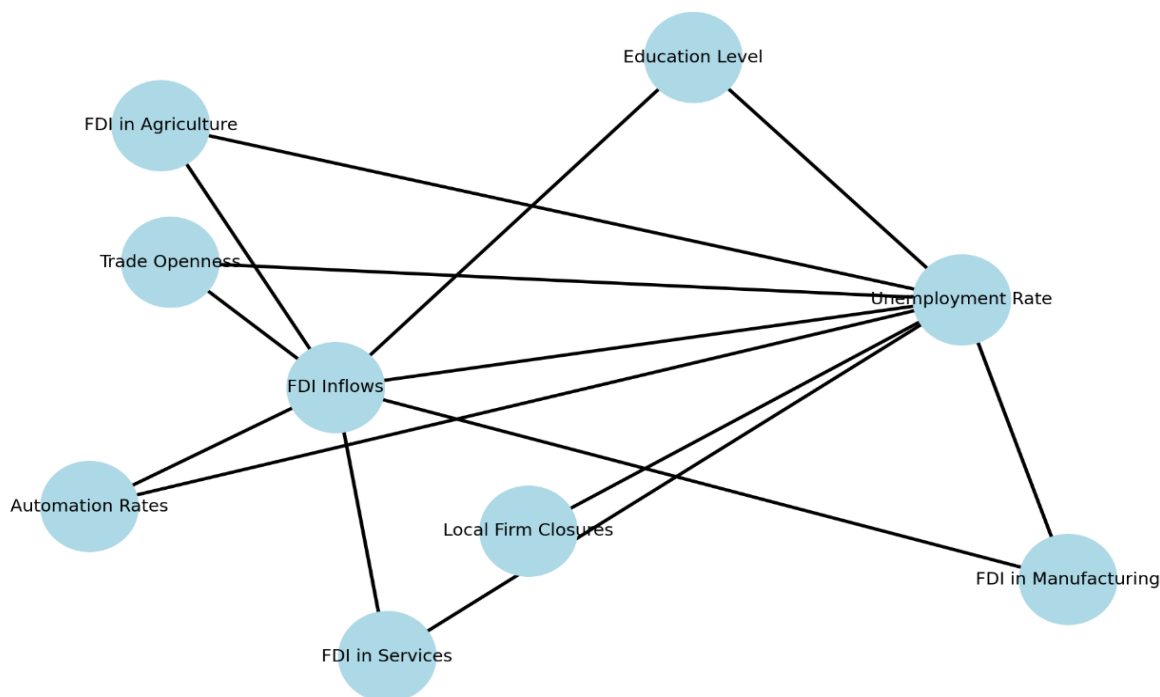 Education Level
FDI in Agriculture
Trade Openness
Unemployment Rate
FDI Inflows
Automation Rates
Local Firm Closures
FDI in Manufacturing
FDI in Services